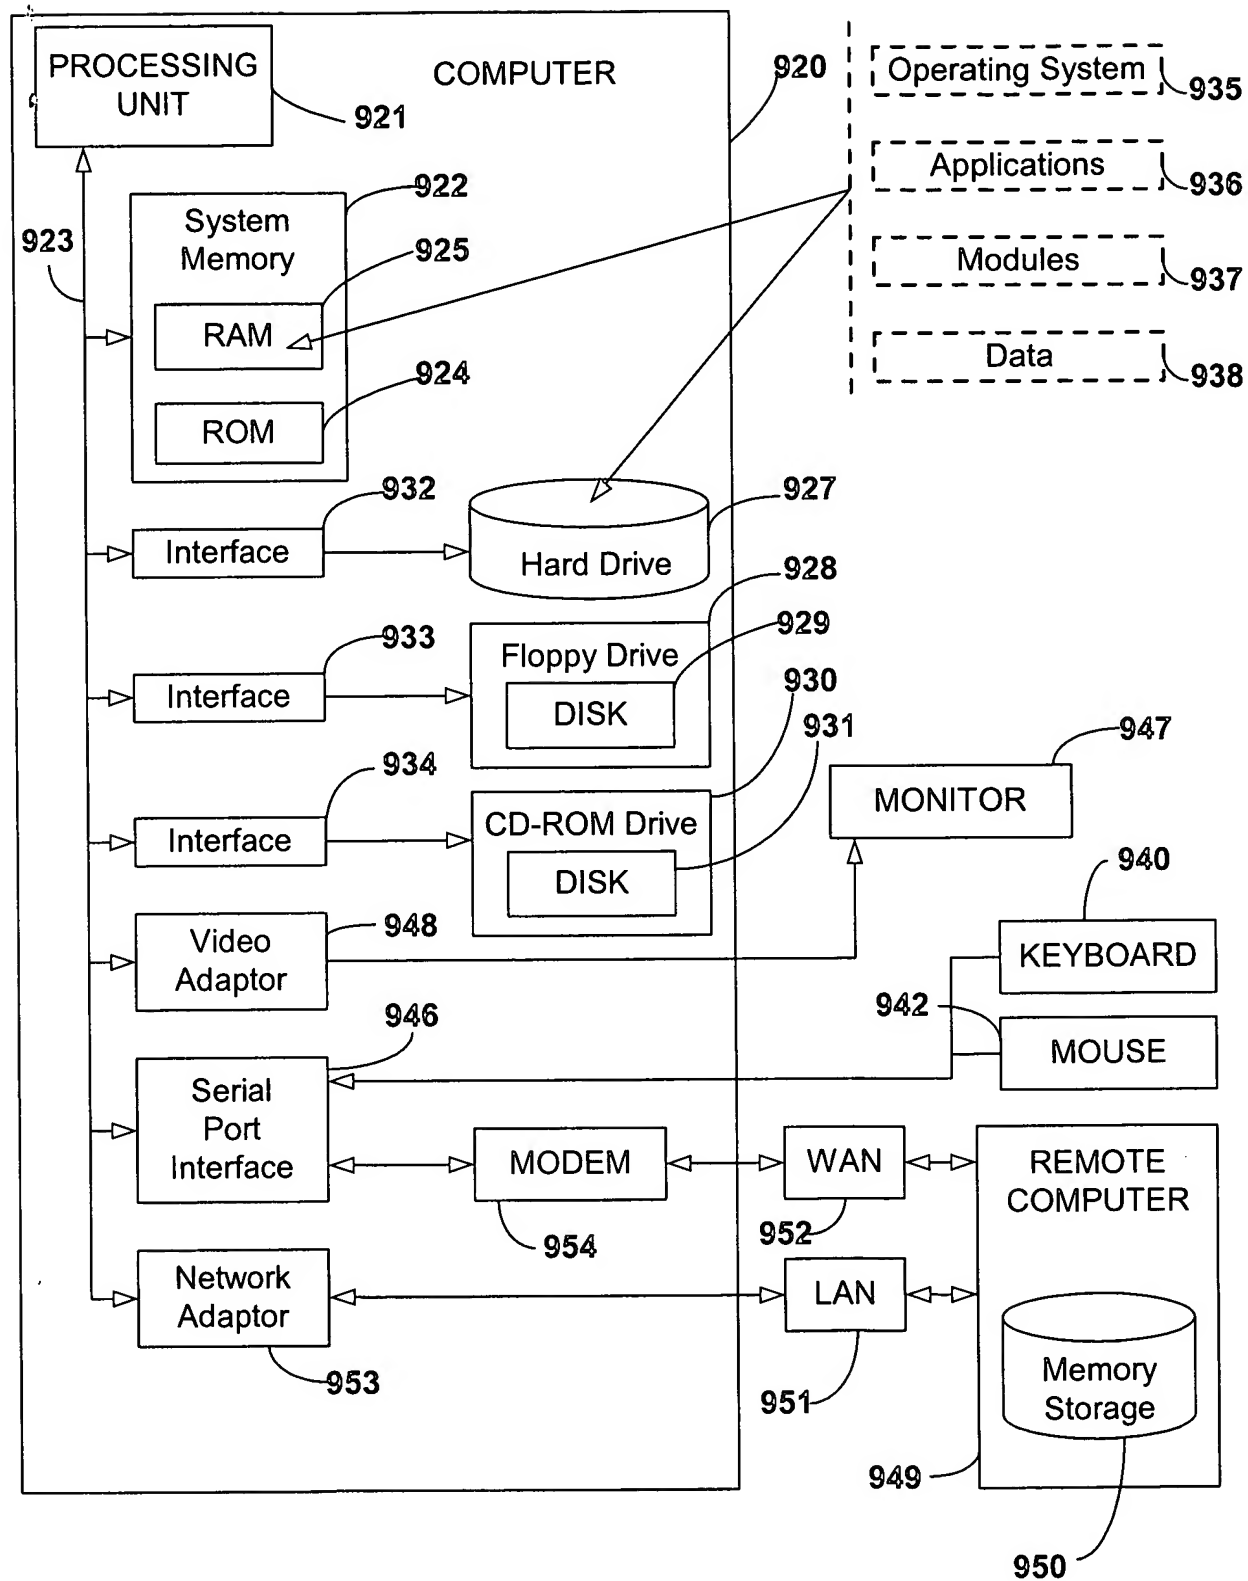 PROCESSING
UNIT
921
COMPUTER
920
Operating System
935
Applications
936
Modules
937
Data
938
922
System
Memory
923
925
RAM
924
ROM
932
Interface
927
Hard Drive
928
933
929
Floppy Drive
Interface
DISK
930
931
934
CD-ROM Drive
Interface
DISK
947
MONITOR
948
Video
Adaptor
940
KEYBOARD
942
MOUSE
946
Serial
Port
Interface
MODEM
954
WAN
952
REMOTE
COMPUTER
Network
Adaptor
953
LAN
951
Memory
Storage
949
950